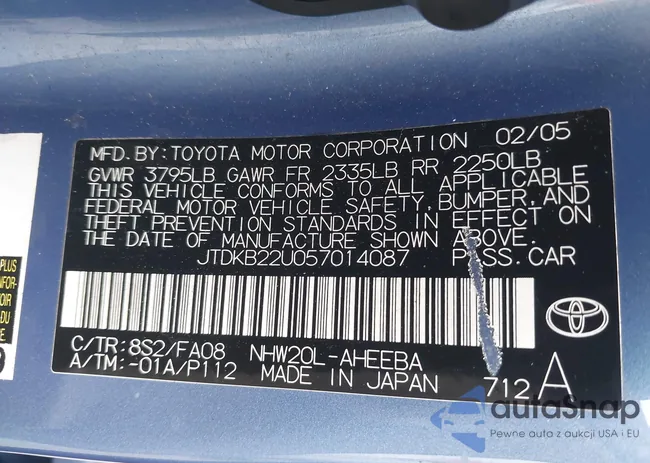 MFD. BY: TOYOTA MOTOR CORPORATION 02/05
GVWR 3795LB GAWR FR 2335LB RR 2250LB
THIS VEHICLE CONFORMS TO ALL APPLICABLE
FEDERAL MOTOR VEHICLE SAFETY, BUMPER, AND
THEFT PREVENTION STANDARDS IN EFFECT ON
THE DATE OF MANUFACTURE SHOWN ABOVE.
JTDKB22U057014087 PASS. CAR
C/TR: 8S2/FA08 NHW20L-AHEEBA
A/TM: -01A/P112 MADE IN JAPAN 712 A
PLUS
autaSnap
Pewne auto z aukcji USA i EU